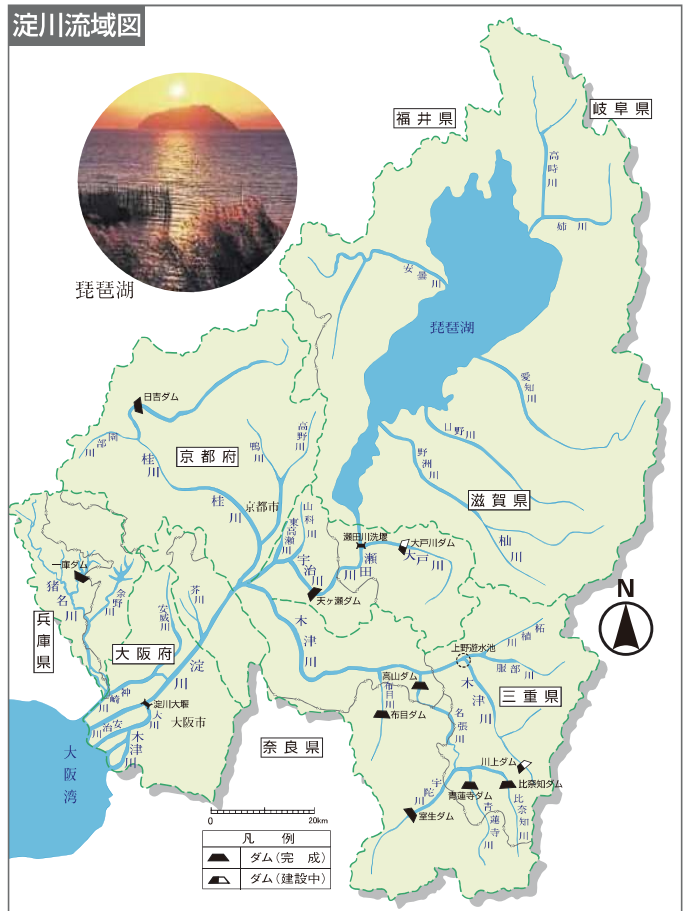 淀川流域図
琵琶湖
福井県
岐阜県
高時川
姉川
安曇川
琵琶湖
愛知川
日野川
野洲川
滋賀県
杣川
日吉ダム
園部川
桂川
京都府
鴨川
高野川
桂川
京都市
山科川
東高瀬川
宇治川
瀬田川洗堰
瀬田川
大戸川ダム
大戸川
天ヶ瀬ダム
一庫ダム
猪名川
余野川
安威川
芥川
兵庫県
大阪府
淀川
木津川
神崎川
淀川大堰
大川
大阪市
安治川
木津川
大阪湾
奈良県
上野遊水池
柘植川
服部川
三重県
木津川
高山ダム
布目川
布目ダム
名張川
川上ダム
比奈知ダム
比奈知川
青蓮寺ダム
青蓮寺川
宇陀川
室生ダム
N
0 20km
凡例
ダム(完成)
ダム(建設中)